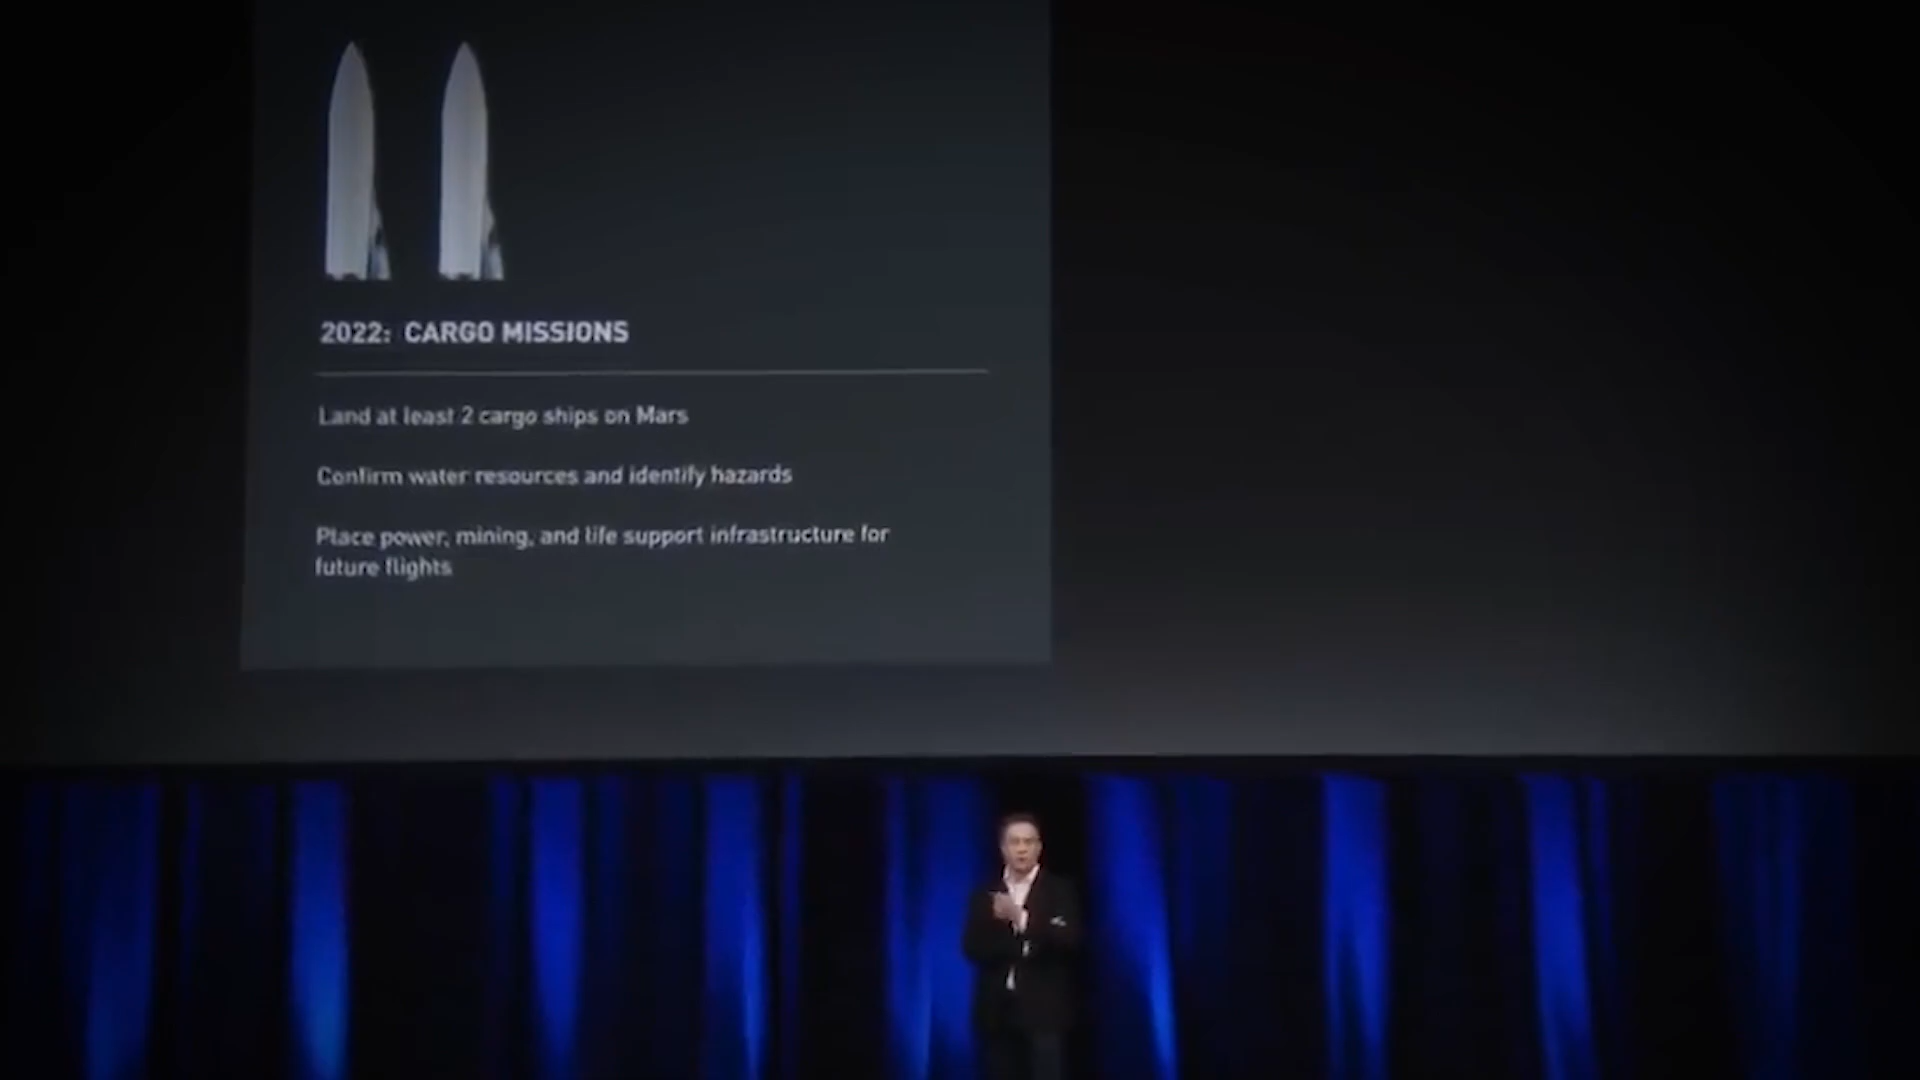 2022: CARGO MISSIONS
Land at least 2 cargo ships on Mars
Confirm water resources and identify hazards
Place power, mining, and life support infrastructure for
future flights